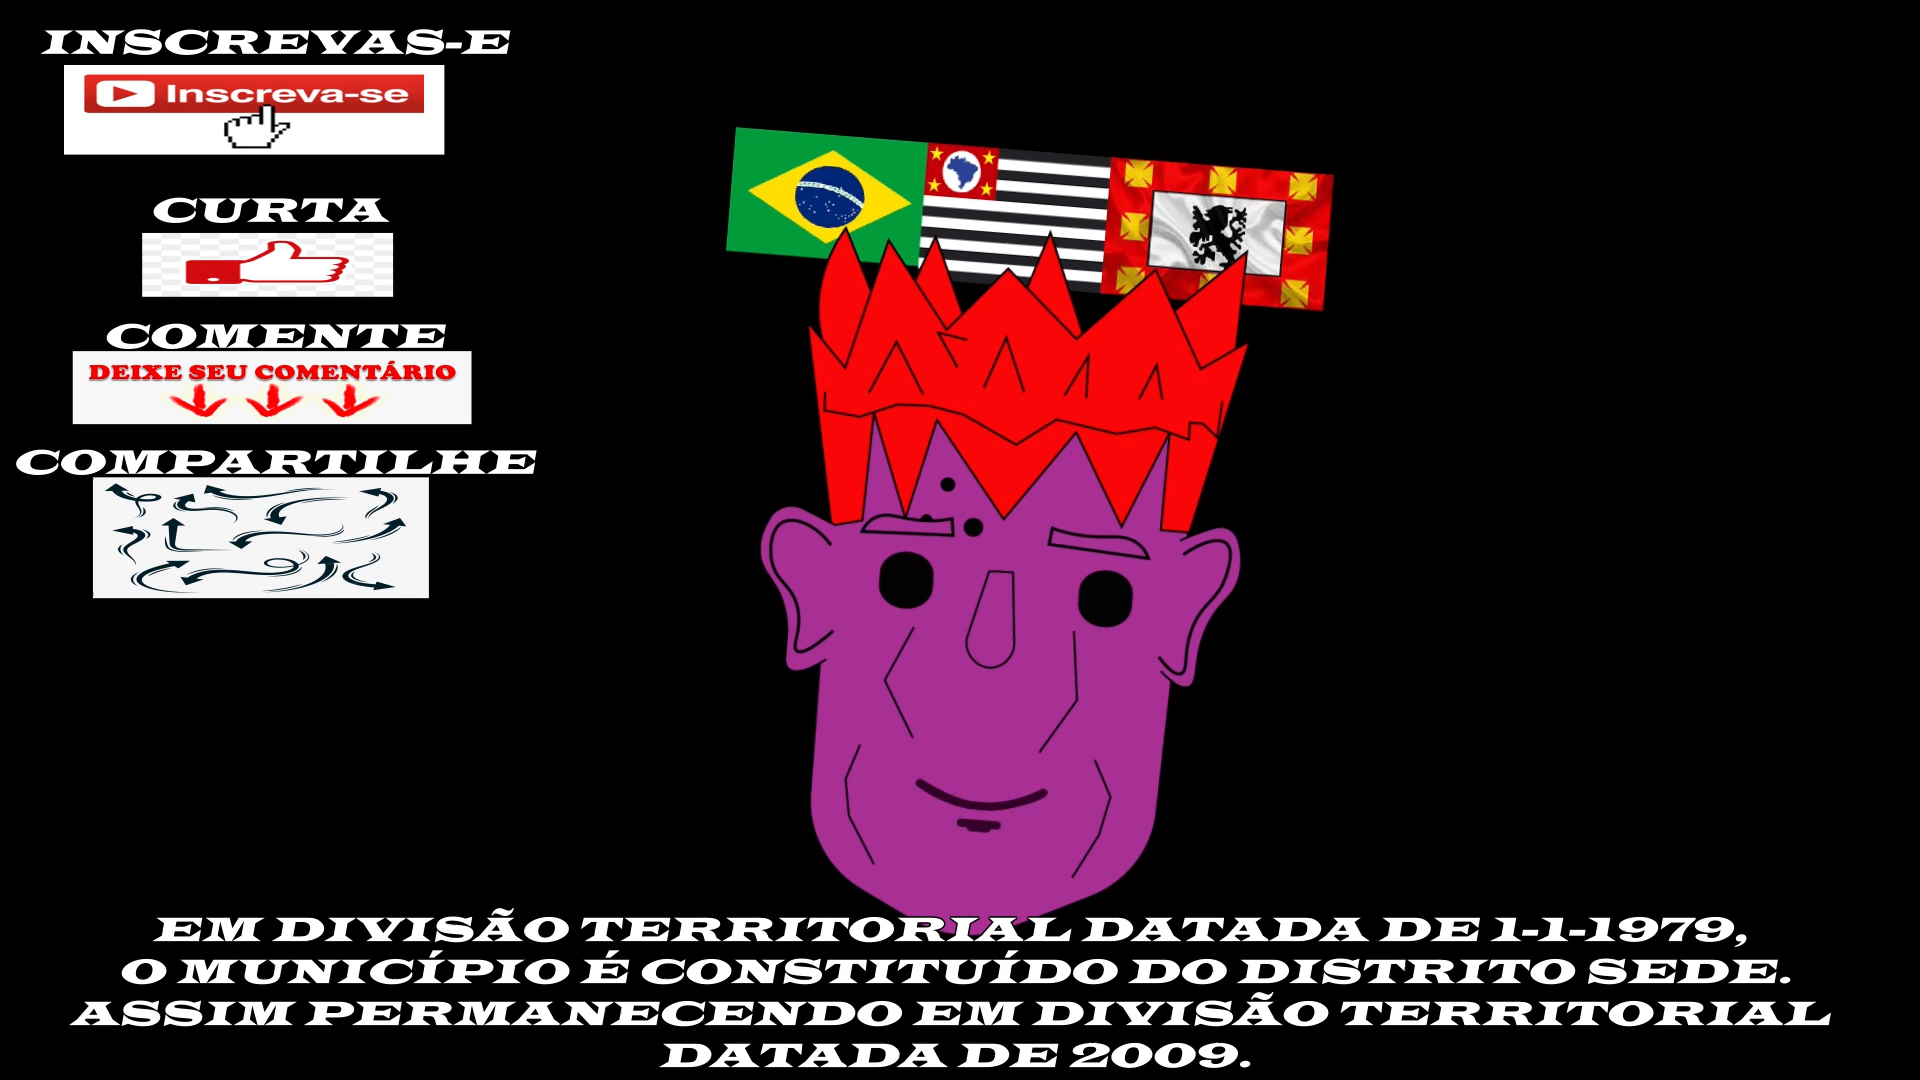 INSCREVAS-E
Inscreva-se
CURTA
COMENTE
DEIXE SEU COMENTÁRIO
COMPARTILHE
EM DIVISÃO TERRITORIAL DATADA DE 1-1-1979,
O MUNICÍPIO É CONSTITUÍDO DO DISTRITO SEDE.
ASSIM PERMANECENDO EM DIVISÃO TERRITORIAL
DATADA DE 2009.